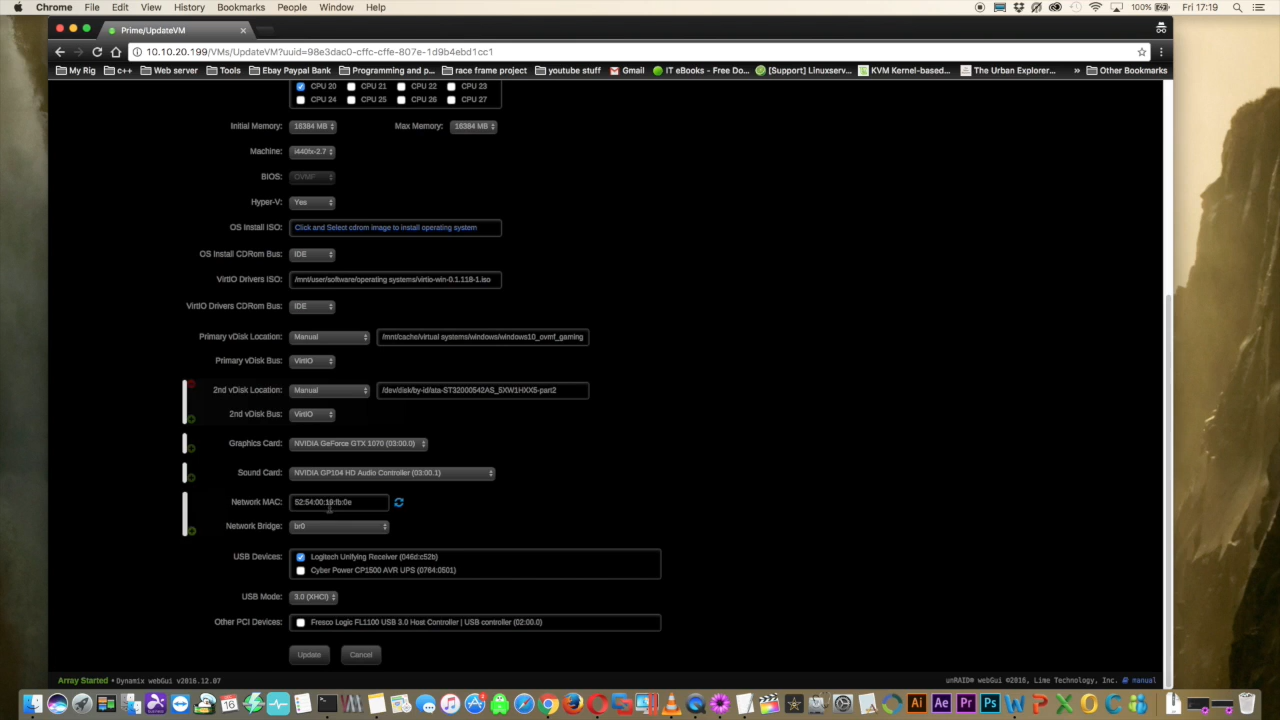 Chrome File Edit View History Bookmarks People Window Help 100% Fri 17:19
Prime/UpdateVM
10.10.20.199/VMs/UpdateVM?uuid=98e3dac0-cffc-cffe-807e-1d9b4ebd1cc1
My Rig c++ Web server Tools Ebay Paypal Bank Programming and p... race frame project youtube stuff Gmail IT eBooks - Free Do... [Support] Linuxserv... KVM Kernel-based... The Urban Explorer... » Other Bookmarks
CPU 20 CPU 21 CPU 22 CPU 23
CPU 24 CPU 25 CPU 26 CPU 27
Initial Memory: 16384 MB Max Memory: 16384 MB
Machine: i440fx-2.7
BIOS: OVMF
Hyper-V: Yes
OS Install ISO: Click and Select cdrom image to install operating system
OS Install CDRom Bus: IDE
VirtIO Drivers ISO: /mnt/user/software/operating systems/virtio-win-0.1.118-1.iso
VirtIO Drivers CDRom Bus: IDE
Primary vDisk Location: Manual /mnt/cache/virtual systems/windows/windows10_ovmf_gaming
Primary vDisk Bus: VirtIO
2nd vDisk Location: Manual /dev/disk/by-id/ata-ST32000542AS_5XW1HXX5-part2
2nd vDisk Bus: VirtIO
Graphics Card: NVIDIA GeForce GTX 1070 (03:00.0)
Sound Card: NVIDIA GP104 HD Audio Controller (03:00.1)
Network MAC: 52:54:00:19:fb:0e
Network Bridge: br0
USB Devices: Logitech Unifying Receiver (046d:c52b)
Cyber Power CP1500 AVR UPS (0764:0501)
USB Mode: 3.0 (XHCI)
Other PCI Devices: Fresco Logic FL1100 USB 3.0 Host Controller | USB controller (02:00.0)
Update Cancel
Array Started • Dynamix webGui v2016.12.07 unRAID® webGui ©2016, Lime Technology, Inc. manual
Ai Ae Pr Ps